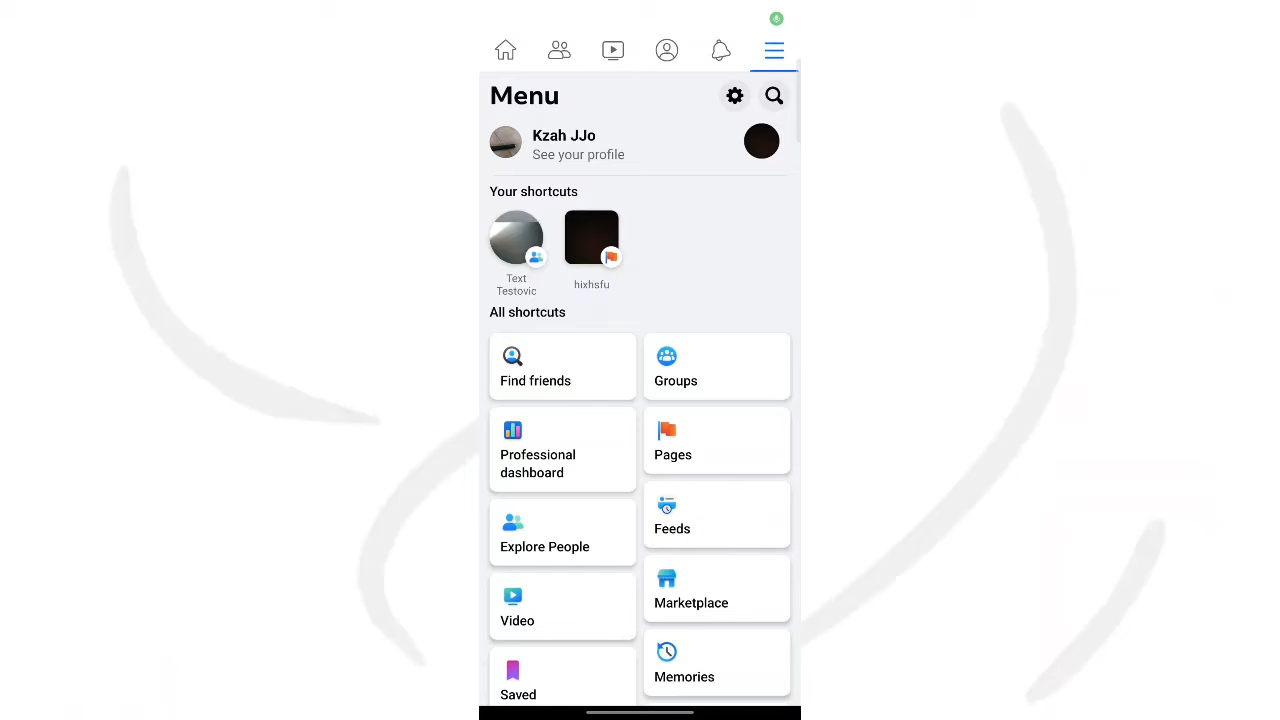 Menu
Kzah JJo
See your profile
Your shortcuts
Text
Testovic
hixhsfu
All shortcuts
Find friends
Groups
Professional
dashboard
Pages
Explore People
Feeds
Video
Marketplace
Saved
Memories